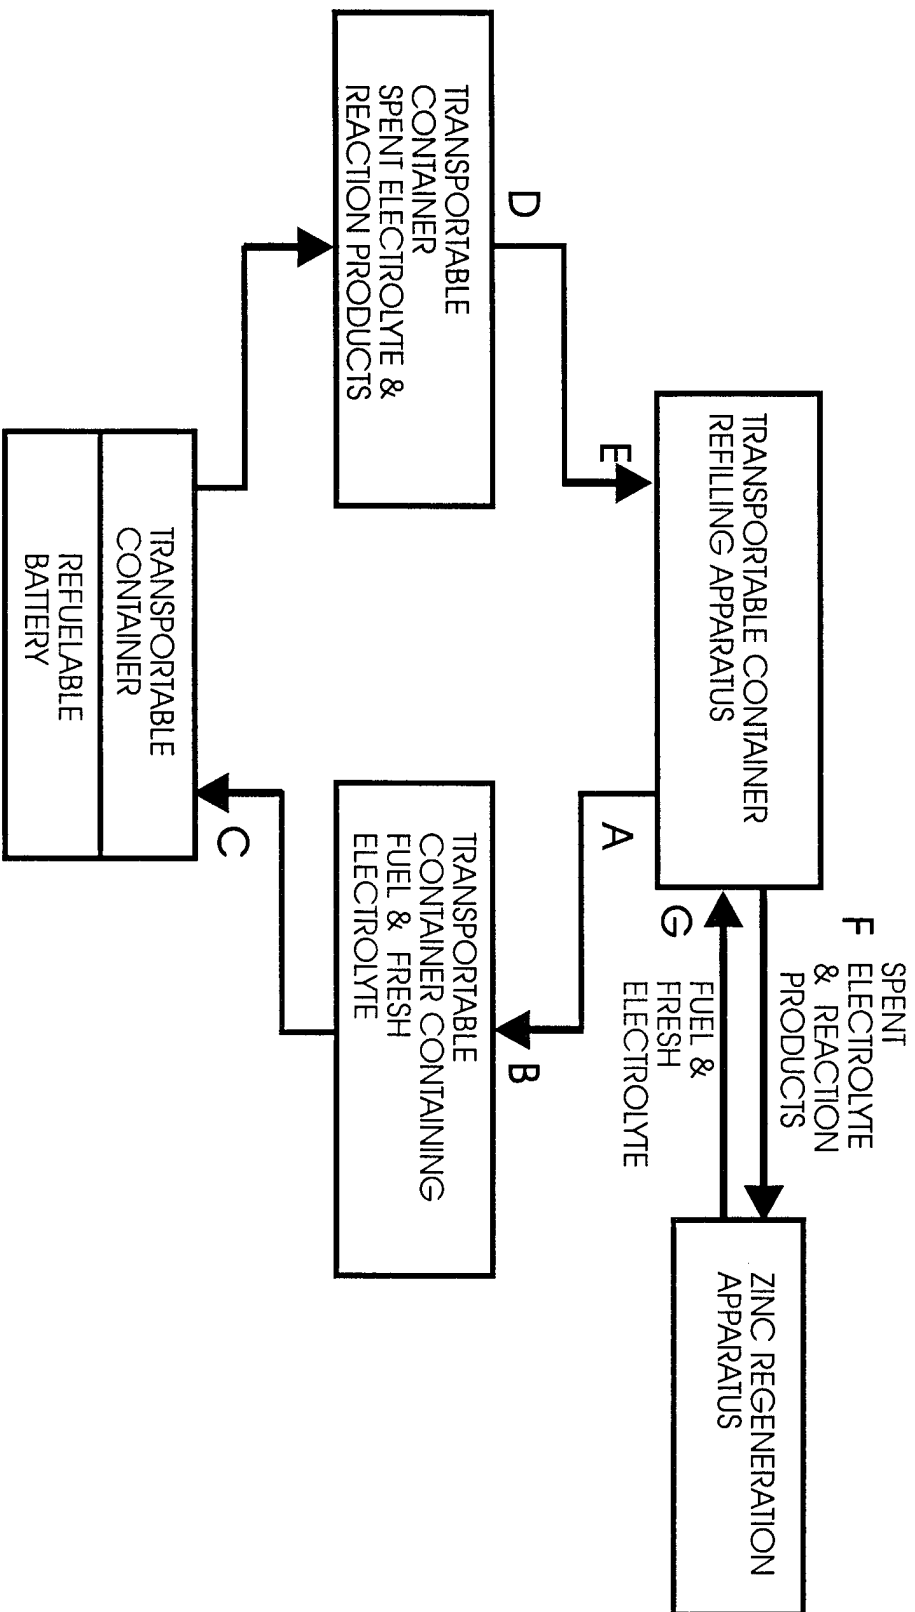 SPENT
F ELECTROLYTE
& REACTION
PRODUCTS
TRANSPORTABLE CONTAINER
REFILLING APPARATUS
ZINC REGENERATION
APPARATUS
G
FUEL &
FRESH
ELECTROLYTE
E
A
D
B
TRANSPORTABLE
CONTAINER
SPENT ELECTROLYTE &
REACTION PRODUCTS
TRANSPORTABLE
CONTAINER CONTAINING
FUEL & FRESH
ELECTROLYTE
C
TRANSPORTABLE
CONTAINER
REFUELABLE
BATTERY